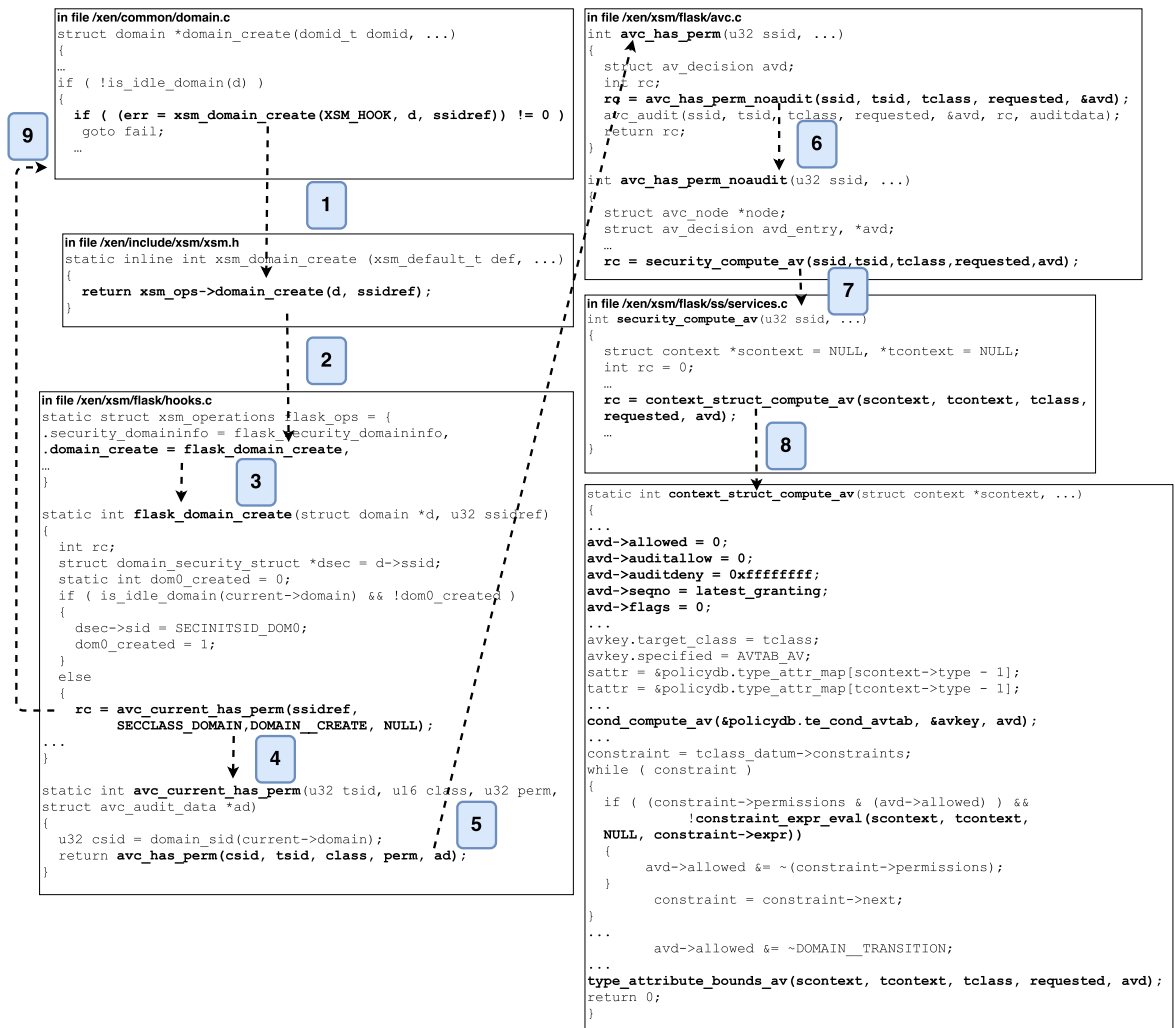 in file /xen/common/domain.c
struct domain *domain_create(domid_t domid, ...)
{
…
if ( !is_idle_domain(d) )
{
if ( (err = xsm_domain_create(XSM_HOOK, d, ssidref)) != 0 )
goto fail;
…
9
1
in file /xen/include/xsm/xsm.h
static inline int xsm_domain_create (xsm_default_t def, ...)
{
return xsm_ops->domain_create(d, ssidref);
}
2
in file /xen/xsm/flask/hooks.c
static struct xsm_operations flask_ops = {
.security_domaininfo = flask_security_domaininfo,
.domain_create = flask_domain_create,
…
}
3
static int flask_domain_create(struct domain *d, u32 ssidref)
{
int rc;
struct domain_security_struct *dsec = d->ssid;
static int dom0_created = 0;
if ( is_idle_domain(current->domain) && !dom0_created )
{
dsec->sid = SECINITSID_DOM0;
dom0_created = 1;
}
else
{
rc = avc_current_has_perm(ssidref,
SECCLASS_DOMAIN,DOMAIN__CREATE, NULL);
...
}
4
static int avc_current_has_perm(u32 tsid, u16 class, u32 perm,
struct avc_audit_data *ad)
{
u32 csid = domain_sid(current->domain);
return avc_has_perm(csid, tsid, class, perm, ad);
}
5
in file /xen/xsm/flask/avc.c
int avc_has_perm(u32 ssid, ...)
{
struct av_decision avd;
int rc;
rc = avc_has_perm_noaudit(ssid, tsid, tclass, requested, &avd);
avc_audit(ssid, tsid, tclass, requested, &avd, rc, auditdata);
return rc;
}
6
int avc_has_perm_noaudit(u32 ssid, ...)
{
struct avc_node *node;
struct av_decision avd_entry, *avd;
…
rc = security_compute_av(ssid,tsid,tclass,requested,avd);
7
in file /xen/xsm/flask/ss/services.c
int security_compute_av(u32 ssid, ...)
{
struct context *scontext = NULL, *tcontext = NULL;
int rc = 0;
…
rc = context_struct_compute_av(scontext, tcontext, tclass,
requested, avd);
…
}
8
static int context_struct_compute_av(struct context *scontext, ...)
{
...
avd->allowed = 0;
avd->auditallow = 0;
avd->auditdeny = 0xffffffff;
avd->seqno = latest_granting;
avd->flags = 0;
...
avkey.target_class = tclass;
avkey.specified = AVTAB_AV;
sattr = &policydb.type_attr_map[scontext->type - 1];
tattr = &policydb.type_attr_map[tcontext->type - 1];
...
cond_compute_av(&policydb.te_cond_avtab, &avkey, avd);
...
constraint = tclass_datum->constraints;
while ( constraint )
{
if ( (constraint->permissions & (avd->allowed) ) &&
!constraint_expr_eval(scontext, tcontext,
NULL, constraint->expr))
{
avd->allowed &= ~(constraint->permissions);
}
constraint = constraint->next;
}
...
avd->allowed &= ~DOMAIN__TRANSITION;
...
type_attribute_bounds_av(scontext, tcontext, tclass, requested, avd);
return 0;
}